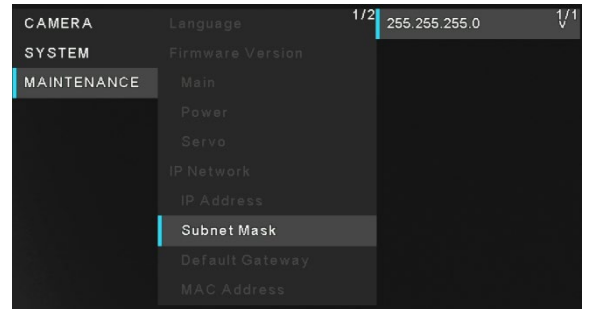 CAMERA
SYSTEM
MAINTENANCE
1/2
Language
Firmware Version
Main
Power
Servo
IP Network
IP Address
Subnet Mask
Default Gateway
MAC Address
1/1
255.255.255.0